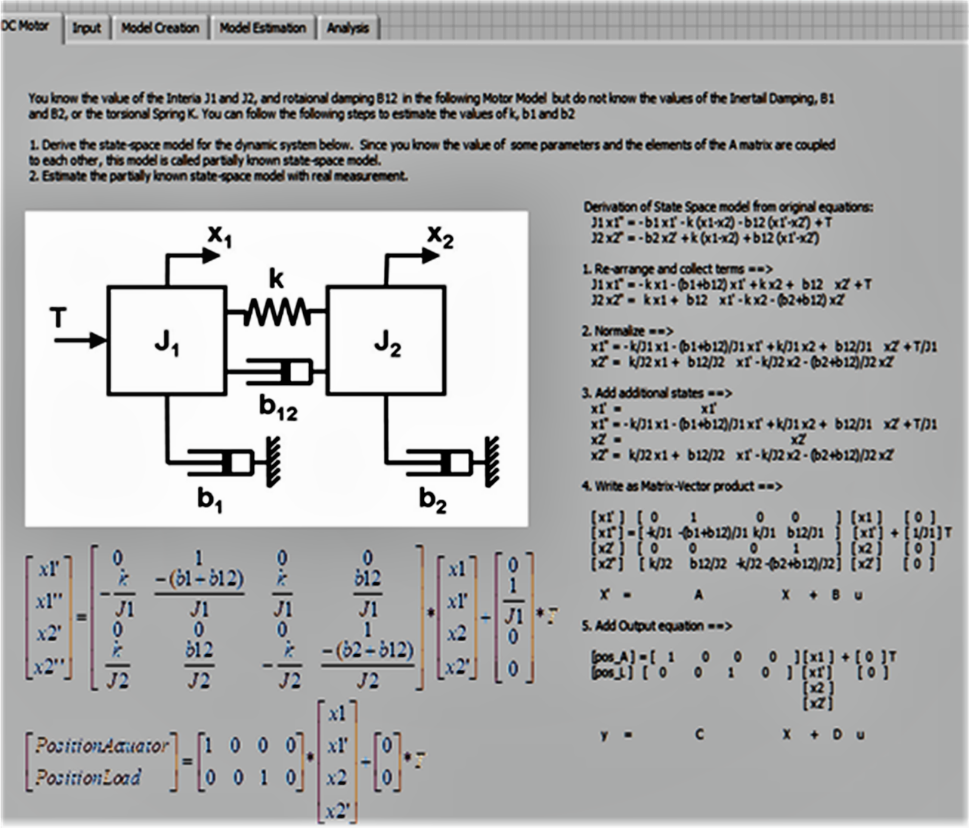 DC Motor
Input
Model Creation
Model Estimation
Analysis
You know the value of the Interia J1 and J2, and rotaional damping B12 in the following Motor Model but do not know the values of the Inertail Damping, B1
and B2, or the torsional Spring K. You can follow the following steps to estimate the values of k, b1 and b2
1. Derive the state-space model for the dynamic system below. Since you know the value of some parameters and the elements of the A matrix are coupled
to each other, this model is called partially known state-space model.
2. Estimate the partially known state-space model with real measurement.
x₁
x₂
k
T
J₁
J₂
b₁₂
b₁
b₂
Derivation of State Space model from original equations:
J1 x1" = - b1 x1' - k (x1-x2) - b12 (x1'-x2') + T
J2 x2" = - b2 x2' + k (x1-x2) + b12 (x1'-x2')
1. Re-arrange and collect terms ==>
J1 x1" = - k x1 - (b1+b12) x1' + k x2 + b12 x2' + T
J2 x2" = k x1 + b12 x1' - k x2 - (b2+b12) x2'
2. Normalize ==>
x1" = - k/J1 x1 - (b1+b12)/J1 x1' + k/J1 x2 + b12/J1 x2' + T/J1
x2" = k/J2 x1 + b12/J2 x1' - k/J2 x2 - (b2+b12)/J2 x2'
3. Add additional states ==>
x1' = x1'
x1" = - k/J1 x1 - (b1+b12)/J1 x1' + k/J1 x2 + b12/J1 x2' + T/J1
x2' = x2'
x2" = k/J2 x1 + b12/J2 x1' - k/J2 x2 - (b2+b12)/J2 x2'
4. Write as Matrix-Vector product ==>
[x1' ] [ 0 1 0 0 ] [x1 ] [ 0 ]
[x1"] = [ -k/J1 -(b1+b12)/J1 k/J1 b12/J1 ] [x1'] + [ 1/J1] T
[x2' ] [ 0 0 0 1 ] [x2 ] [ 0 ]
[x2"] [ k/J2 b12/J2 -k/J2 -(b2+b12)/J2] [x2'] [ 0 ]
X' = A X + B u
5. Add Output equation ==>
[pos_A] = [ 1 0 0 0 ] [x1 ] + [ 0 ] T
[pos_L] [ 0 0 1 0 ] [x1'] [ 0 ]
[x2 ]
[x2']
y = C X + D u
x1' 0 1 0 0 x1 0
x1'' = -k/J1 -(b1+b12)/J1 k/J1 b12/J1 * x1' + 1/J1 *
x2' 0 0 0 1 x2 0
x2'' k/J2 b12/J2 -k/J2 -(b2+b12)/J2 x2' 0
PositionActuator = 1 0 0 0 * x1 + 0 *
PositionLoad 0 0 1 0 x1' 0
x2
x2'